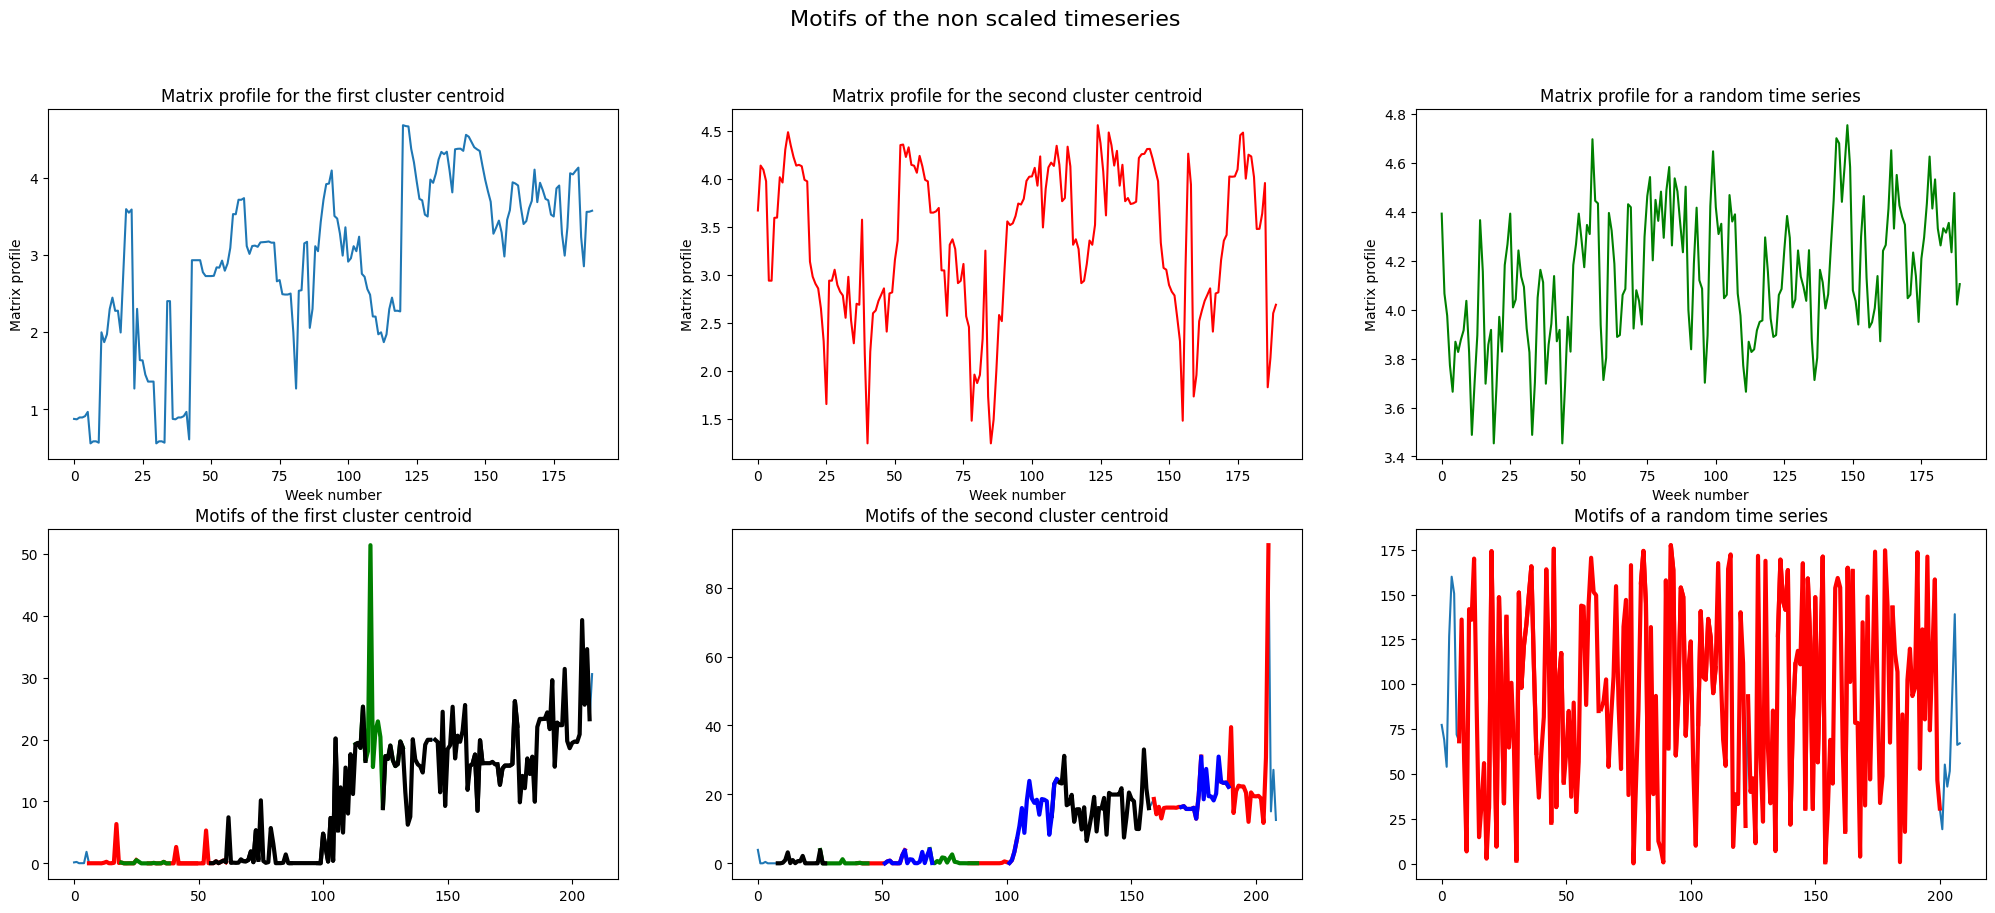 Motifs of the non scaled timeseries
Matrix profile for the first cluster centroid
Matrix profile
4
3
2
1
0 25 50 75 100 125 150 175
Week number
Matrix profile for the second cluster centroid
Matrix profile
4.5
4.0
3.5
3.0
2.5
2.0
1.5
0 25 50 75 100 125 150 175
Week number
Matrix profile for a random time series
Matrix profile
4.8
4.6
4.4
4.2
4.0
3.8
3.6
3.4
0 25 50 75 100 125 150 175
Week number
Motifs of the first cluster centroid
50
40
30
20
10
0
0 50 100 150 200
Motifs of the second cluster centroid
80
60
40
20
0
0 50 100 150 200
Motifs of a random time series
175
150
125
100
75
50
25
0
0 50 100 150 200